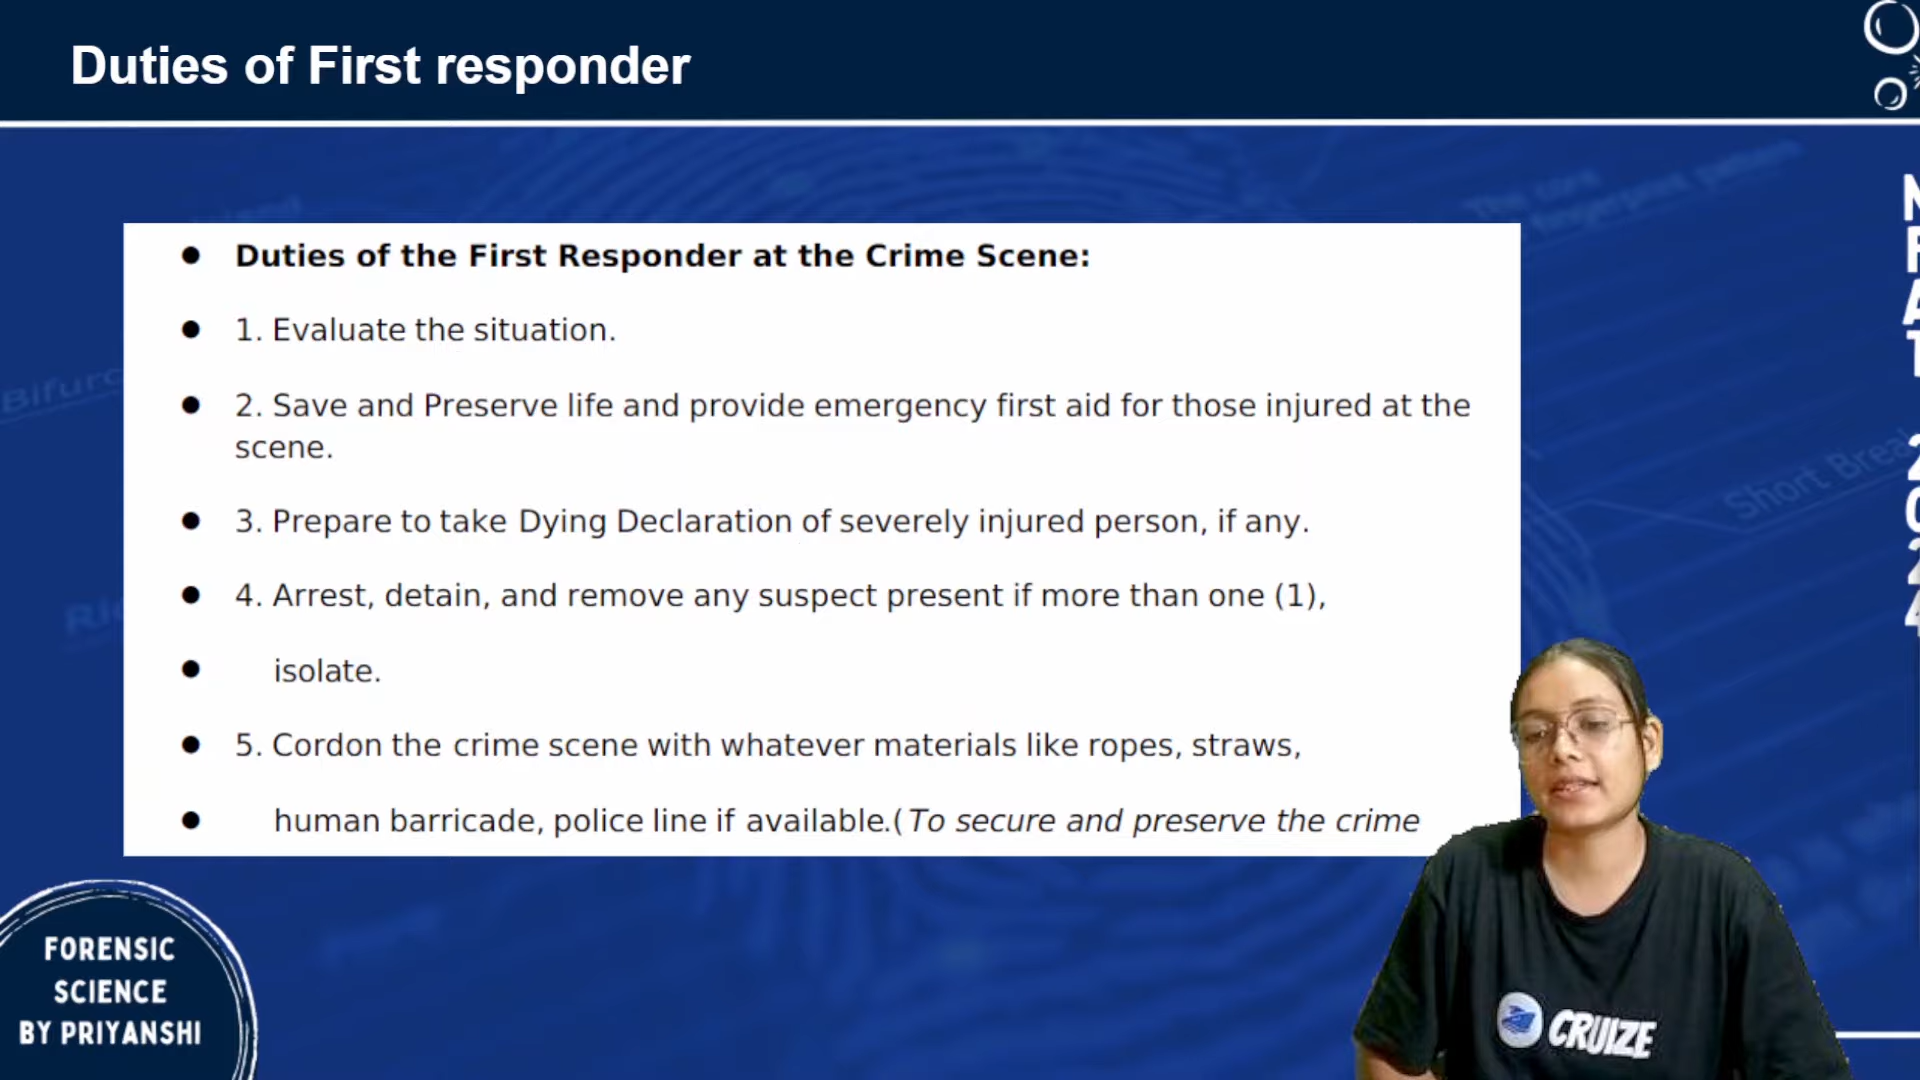 Duties of First responder
Duties of the First Responder at the Crime Scene:
1. Evaluate the situation.
2. Save and Preserve life and provide emergency first aid for those injured at the
scene.
3. Prepare to take Dying Declaration of severely injured person, if any.
4. Arrest, detain, and remove any suspect present if more than one (1),
isolate.
5. Cordon the crime scene with whatever materials like ropes, straws,
human barricade, police line if available.(To secure and preserve the crime
FORENSIC
SCIENCE
BY PRIYANSHI
CRUIZE